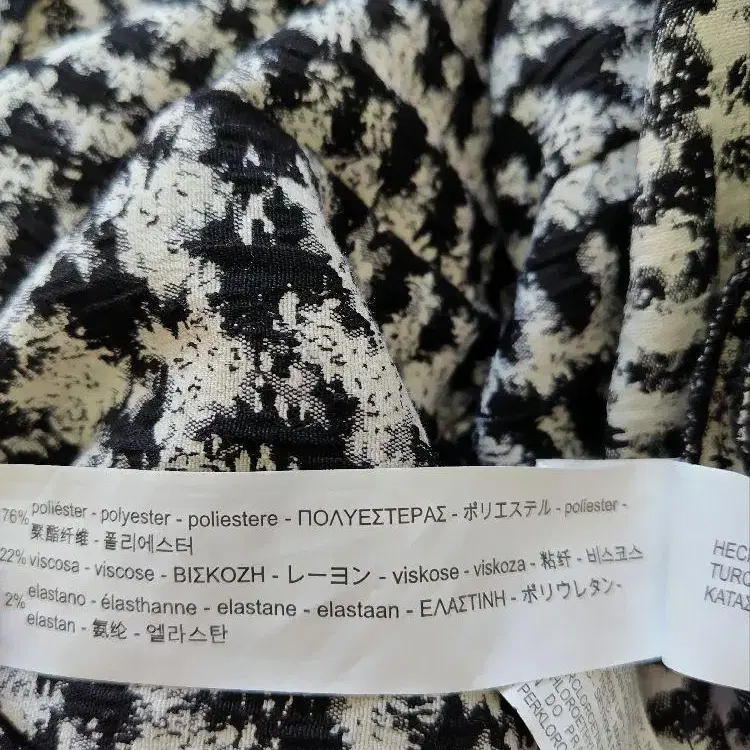 76% poliéster - polyester - poliestere - ΠΟΛΥΕΣΤΕΡΑΣ - ポリエステル - poliester -
聚酯纤维 - 폴리에스터
22% viscosa - viscose - ΒΙΣΚΟΖΗ - レーヨン - viskose - viskoza - 粘纤 - 비스코스
2% elastano - élasthanne - elastane - elastaan - ΕΛΑΣΤΙΝΗ - ポリウレタン -
elastan - 氨纶 - 엘라스탄
HEC
TURC
ΚΑΤΑΣ
DO
PERKLOR